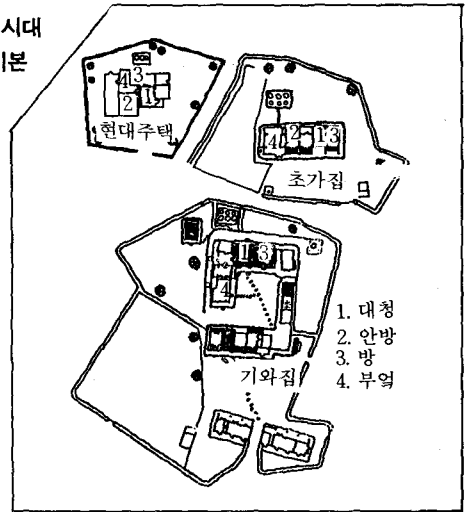 시대
본
4 3
2 1
현대주택
4 2 1 3
초가집
1 3
4
기와집
1. 대청
2. 안방
3. 방
4. 부엌